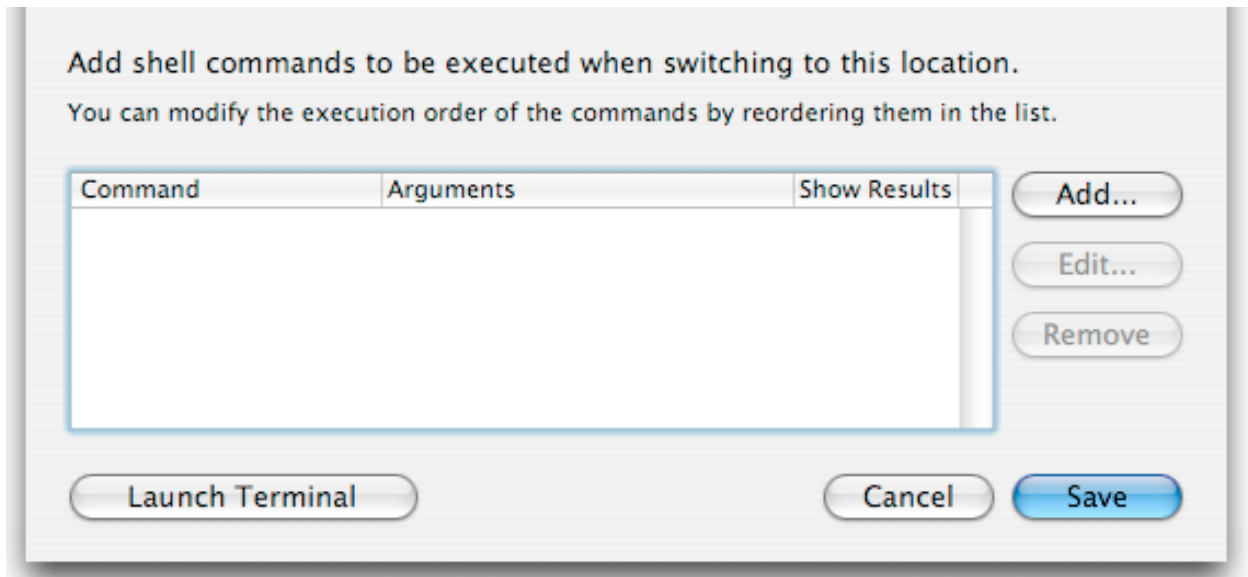 Add shell commands to be executed when switching to this location.
You can modify the execution order of the commands by reordering them in the list.
Command Arguments Show Results
Add...
Edit...
Remove
Launch Terminal Cancel Save